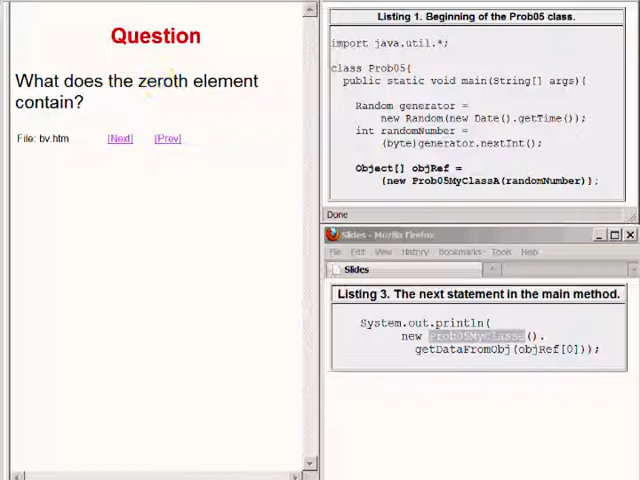 Question
What does the zeroth element
contain?
File: bv.htm [Next] [Prev]
Listing 1. Beginning of the Prob05 class.
import java.util.*;
class Prob05{
public static void main(String[] args){
Random generator =
new Random(new Date().getTime());
int randomNumber =
(byte)generator.nextInt();
Object[] objRef =
{new Prob05MyClassA(randomNumber)};
Done
Slides - Mozilla Firefox
File Edit View History Bookmarks Tools Help
Slides
Listing 3. The next statement in the main method.
System.out.println(
new ().
getDataFromObj(objRef[0]));